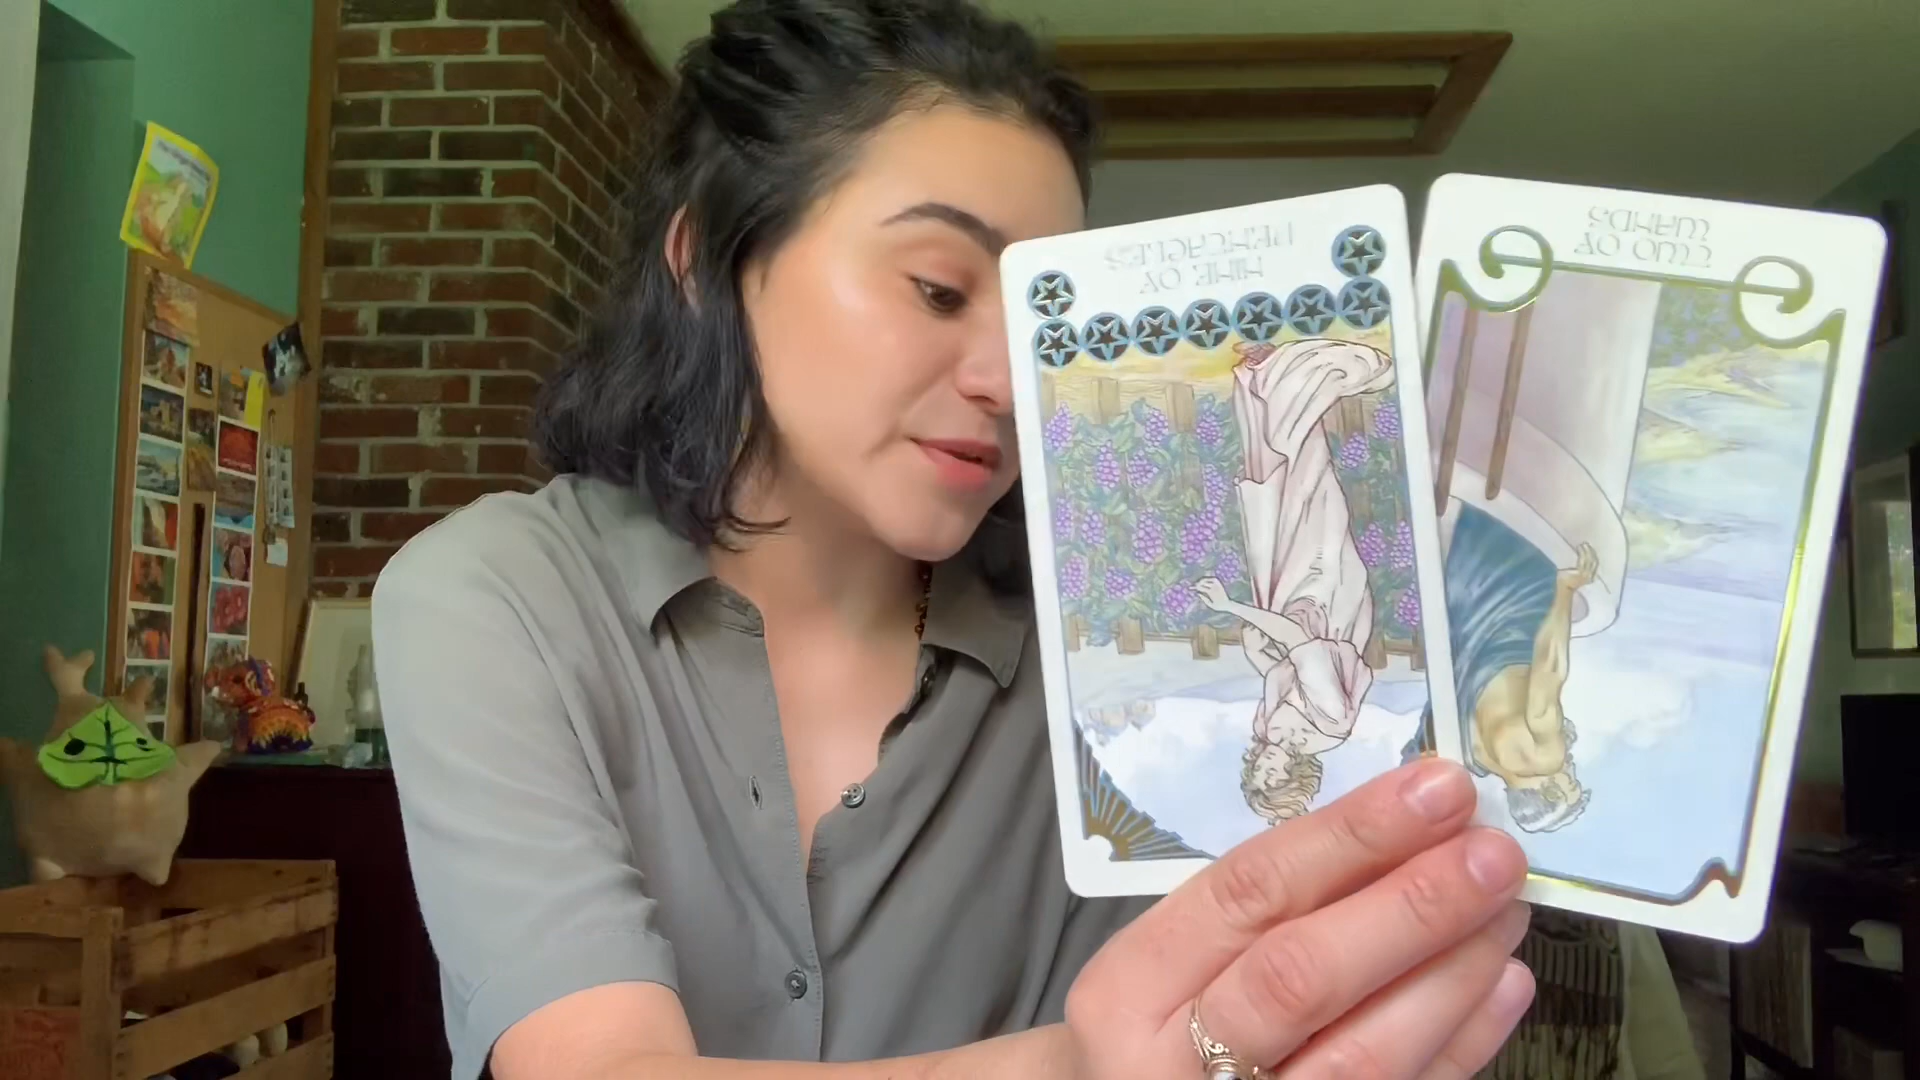 NINE OF
PENTACLES
TWO OF
WANDS